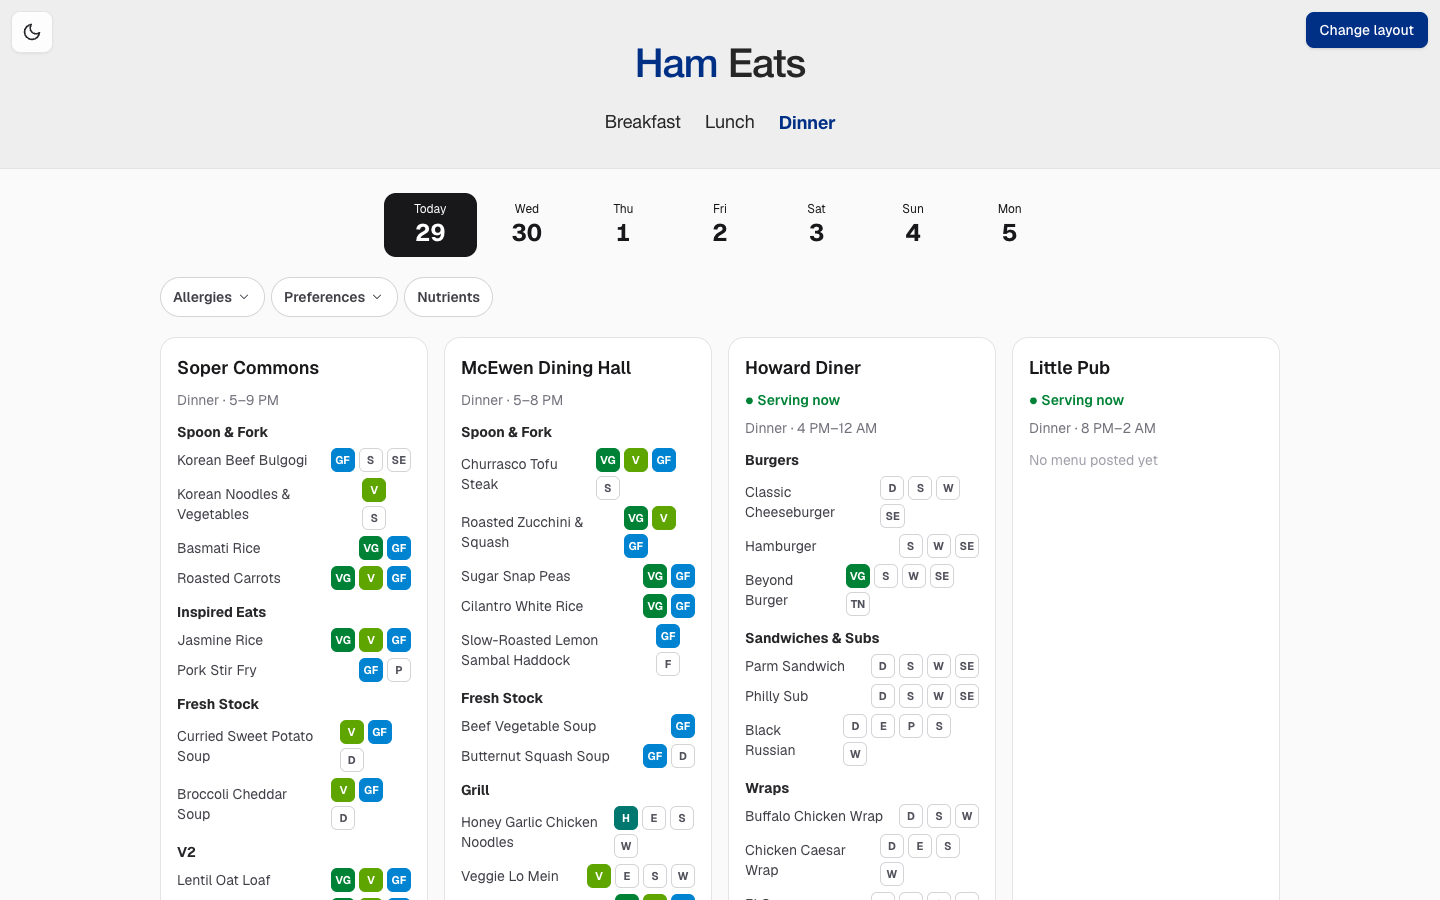 Change layout
Ham Eats
Breakfast Lunch Dinner
Today Wed Thu Fri Sat Sun Mon
29 30 1 2 3 4 5
Allergies Preferences Nutrients
Soper Commons
Dinner · 5–9 PM
Spoon & Fork
Korean Beef Bulgogi GF S SE
Korean Noodles & V
Vegetables S
Basmati Rice VG GF
Roasted Carrots VG V GF
Inspired Eats
Jasmine Rice VG V GF
Pork Stir Fry GF P
Fresh Stock
Curried Sweet Potato V GF
Soup D
Broccoli Cheddar V GF
Soup D
V2
Lentil Oat Loaf VG V GF
McEwen Dining Hall
Dinner · 5–8 PM
Spoon & Fork
Churrasco Tofu VG V GF
Steak S
Roasted Zucchini & VG V
Squash GF
Sugar Snap Peas VG GF
Cilantro White Rice VG GF
Slow-Roasted Lemon GF
Sambal Haddock F
Fresh Stock
Beef Vegetable Soup GF
Butternut Squash Soup GF D
Grill
Honey Garlic Chicken H E S
Noodles W
Veggie Lo Mein V E S W
Howard Diner
Serving now
Dinner · 4 PM–12 AM
Burgers
Classic D S W
Cheeseburger SE
Hamburger S W SE
Beyond VG S W SE
Burger TN
Sandwiches & Subs
Parm Sandwich D S W SE
Philly Sub D S W SE
Black D E P S
Russian W
Wraps
Buffalo Chicken Wrap D S W
Chicken Caesar D E S
Wrap W
Little Pub
Serving now
Dinner · 8 PM–2 AM
No menu posted yet